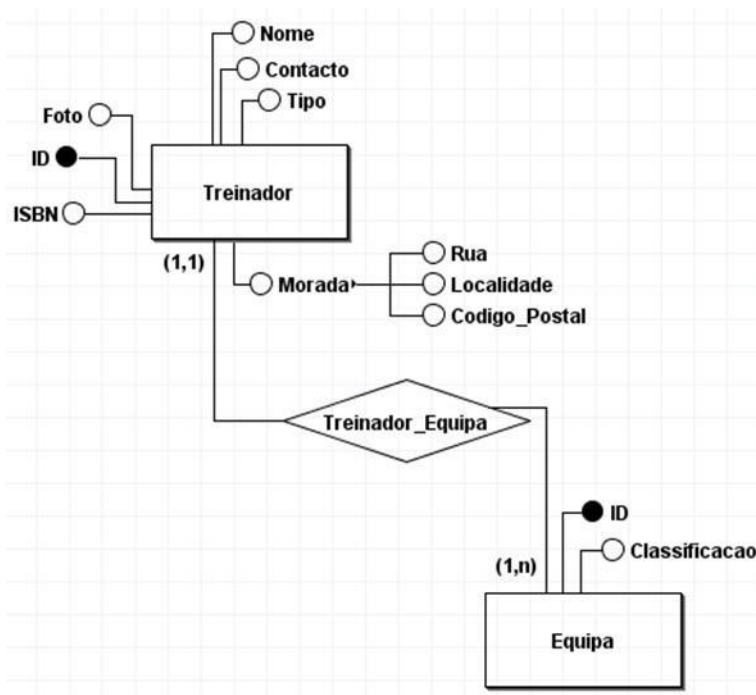 Nome
Contacto
Tipo
Foto
ID
ISBN
Treinador
(1,1)
Morada
Rua
Localidade
Codigo_Postal
Treinador_Equipa
ID
Classificacao
(1,n)
Equipa